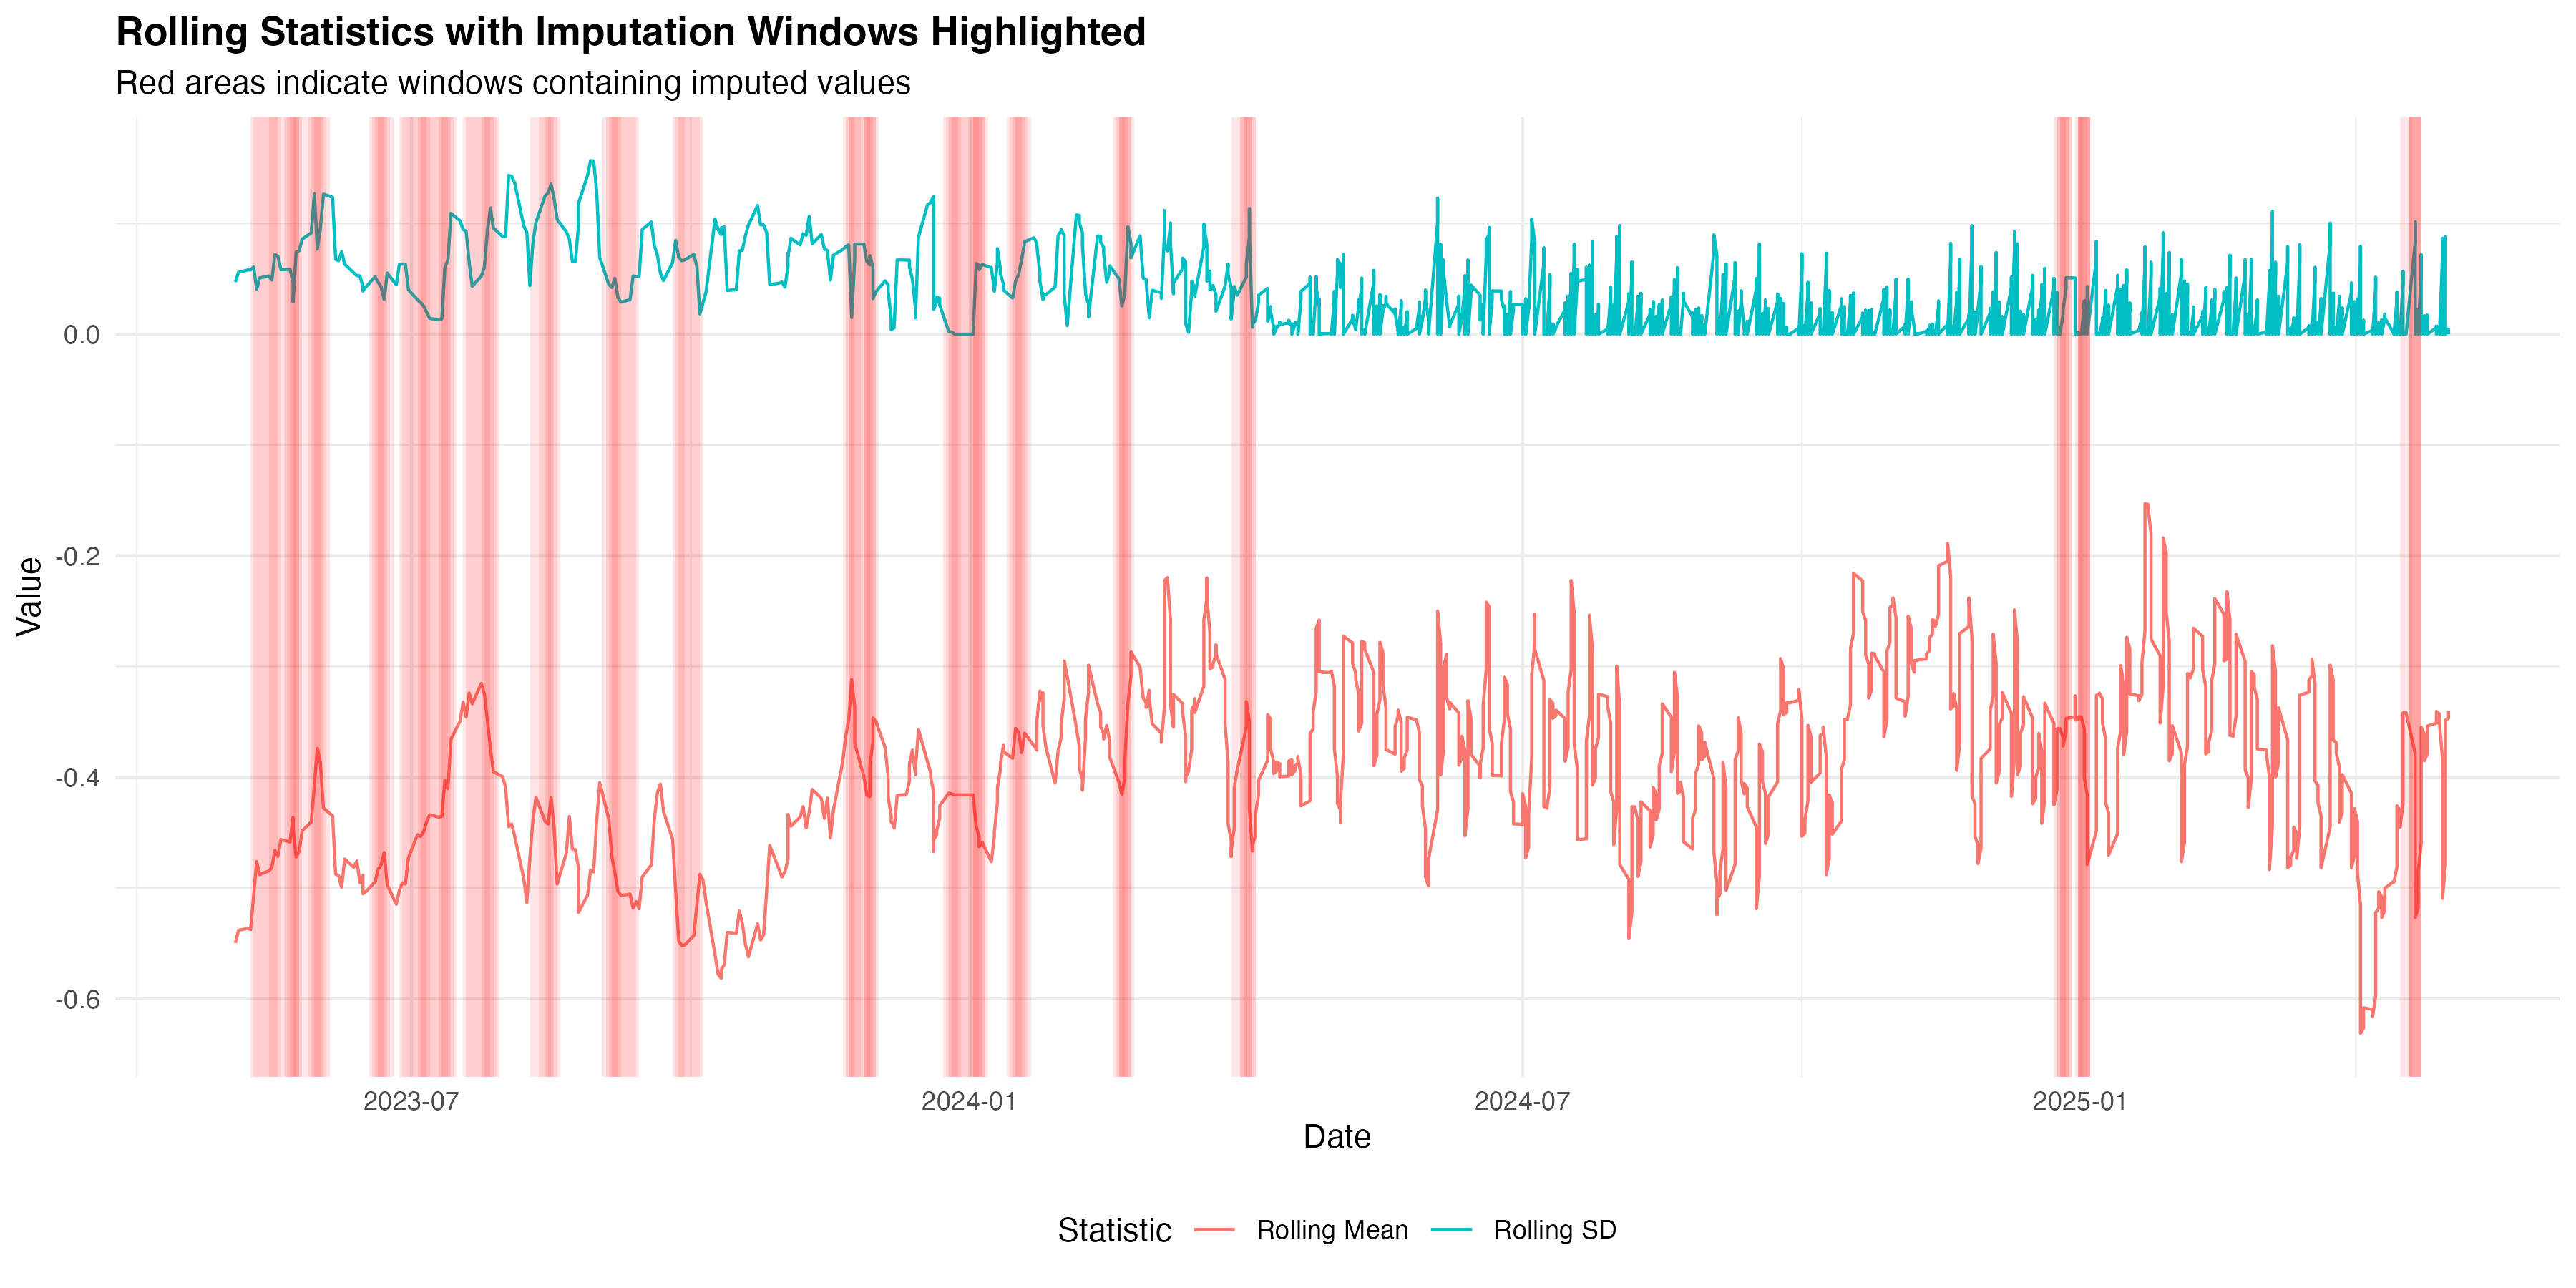 Rolling Statistics with Imputation Windows Highlighted
Red areas indicate windows containing imputed values
Value
0.0
-0.2
-0.4
-0.6
2023-07 2024-01 2024-07 2025-01
Date
Statistic Rolling Mean Rolling SD